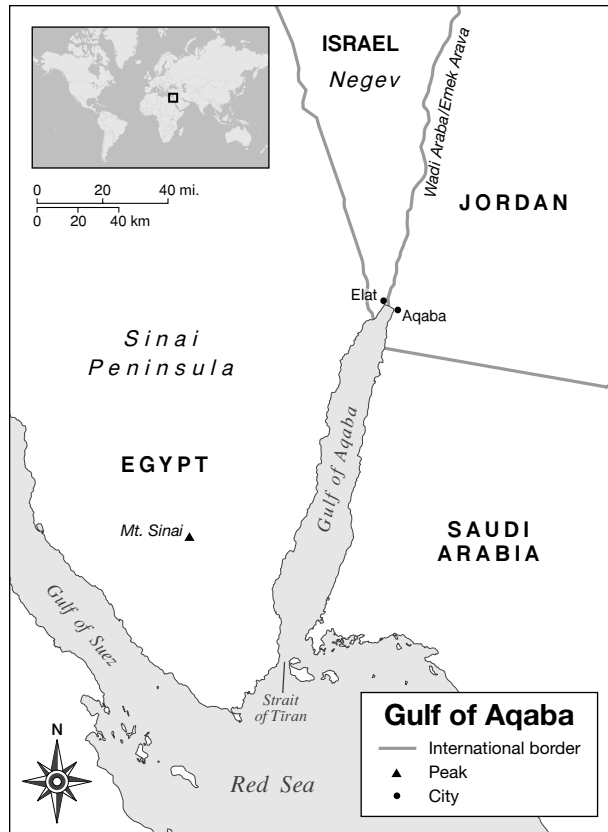 ISRAEL
Negev
Wadi Araba/Emek Arava
0 20 40 mi.
0 20 40 km
JORDAN
Elat
Aqaba
Sinai
Peninsula
Gulf of Aqaba
EGYPT
Mt. Sinai
SAUDI
ARABIA
Gulf of Suez
Strait
of Tiran
Red Sea
N
Gulf of Aqaba
International border
Peak
City